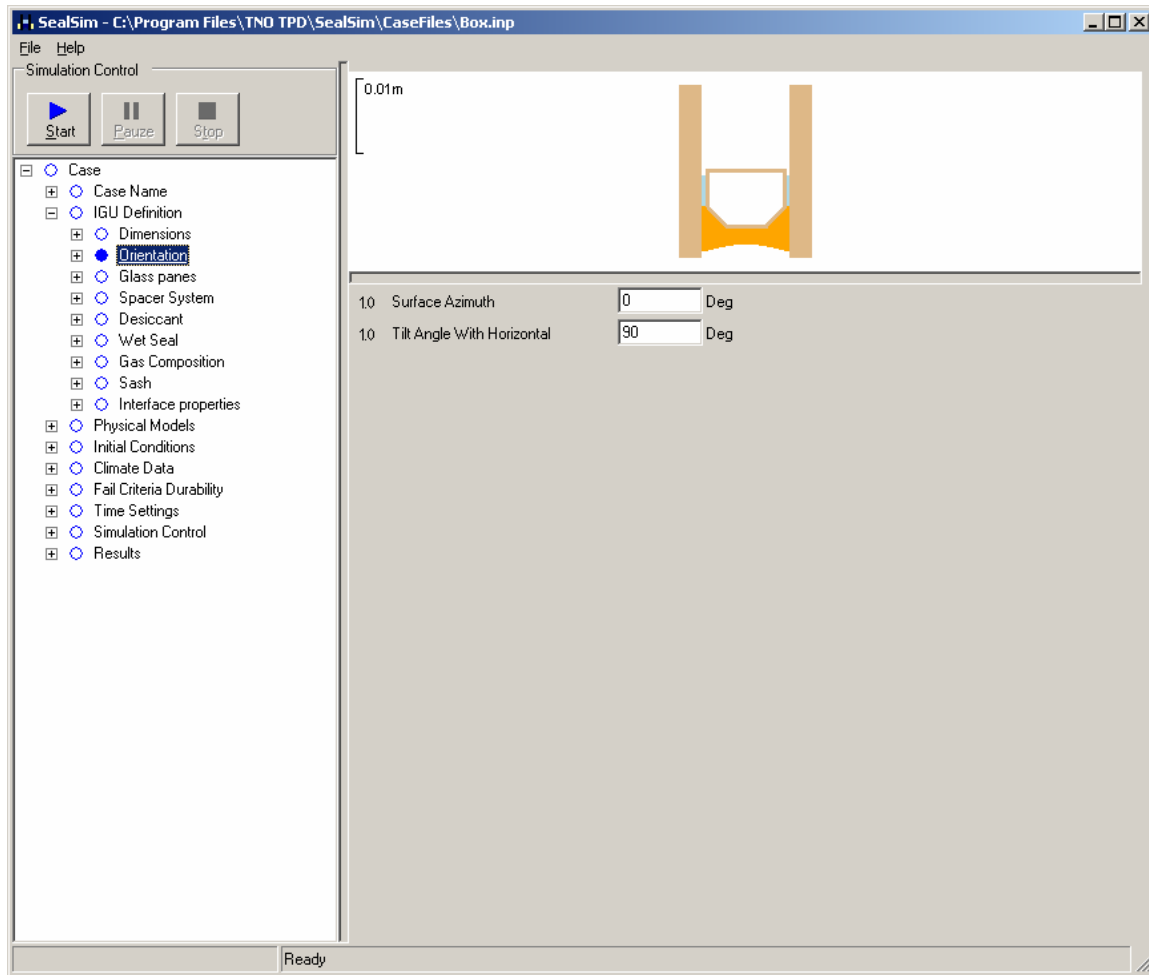 SealSim - C:\Program Files\TNO TPD\SealSim\CaseFiles\Box.inp
File Help
Simulation Control
Start Pauze Stop
Case
Case Name
IGU Definition
Dimensions
Orientation
Glass panes
Spacer System
Desiccant
Wet Seal
Gas Composition
Sash
Interface properties
Physical Models
Initial Conditions
Climate Data
Fail Criteria Durability
Time Settings
Simulation Control
Results
0.01m
1.0 Surface Azimuth 0 Deg
1.0 Tilt Angle With Horizontal 90 Deg
Ready